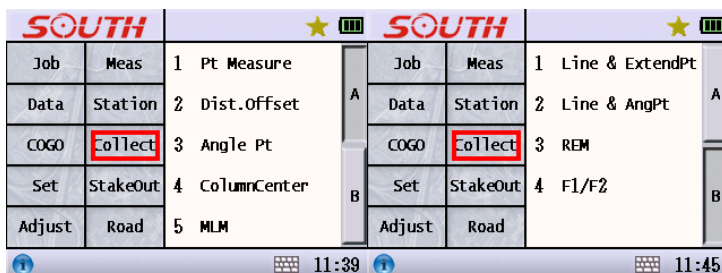 SOUTH
Job Meas 1 Pt Measure
Data Station 2 Dist.Offset A
COGO Collect 3 Angle Pt
Set StakeOut 4 ColumnCenter B
Adjust Road 5 MLM
11:39
SOUTH
Job Meas 1 Line & ExtendPt
Data Station 2 Line & AngPt A
COGO Collect 3 REM
Set StakeOut 4 F1/F2 B
Adjust Road
11:45